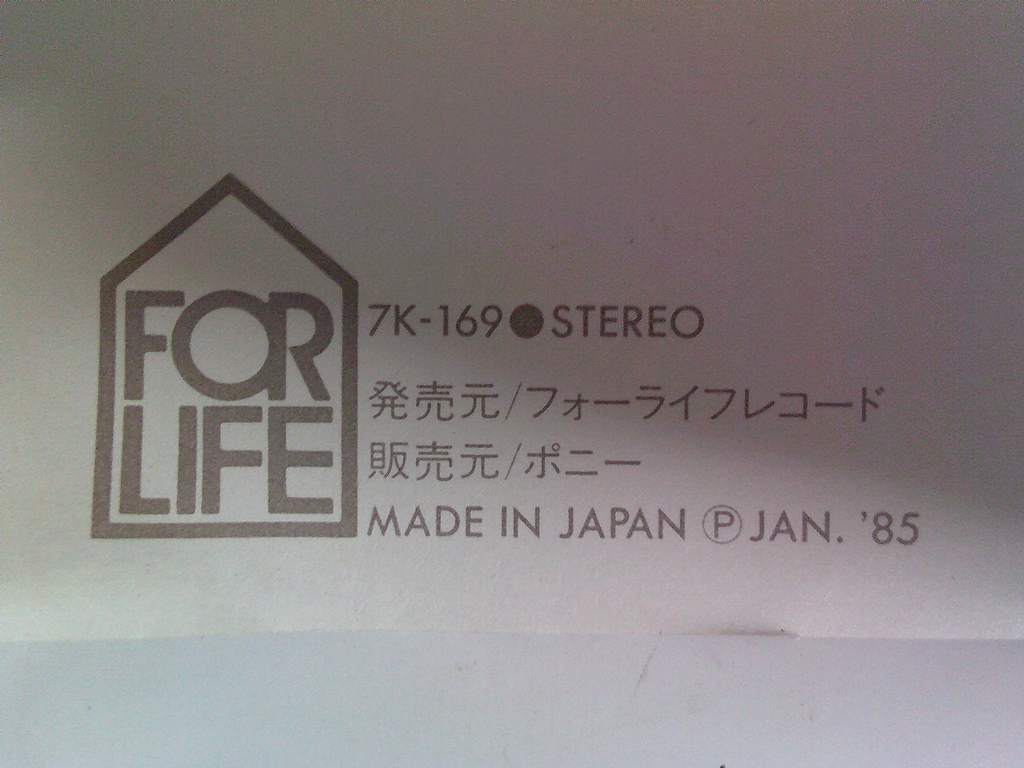 FOR
LIFE
7K-169●STEREO
発売元/フォーライフレコード
販売元/ポニー
MADE IN JAPAN ⓅJAN. '85